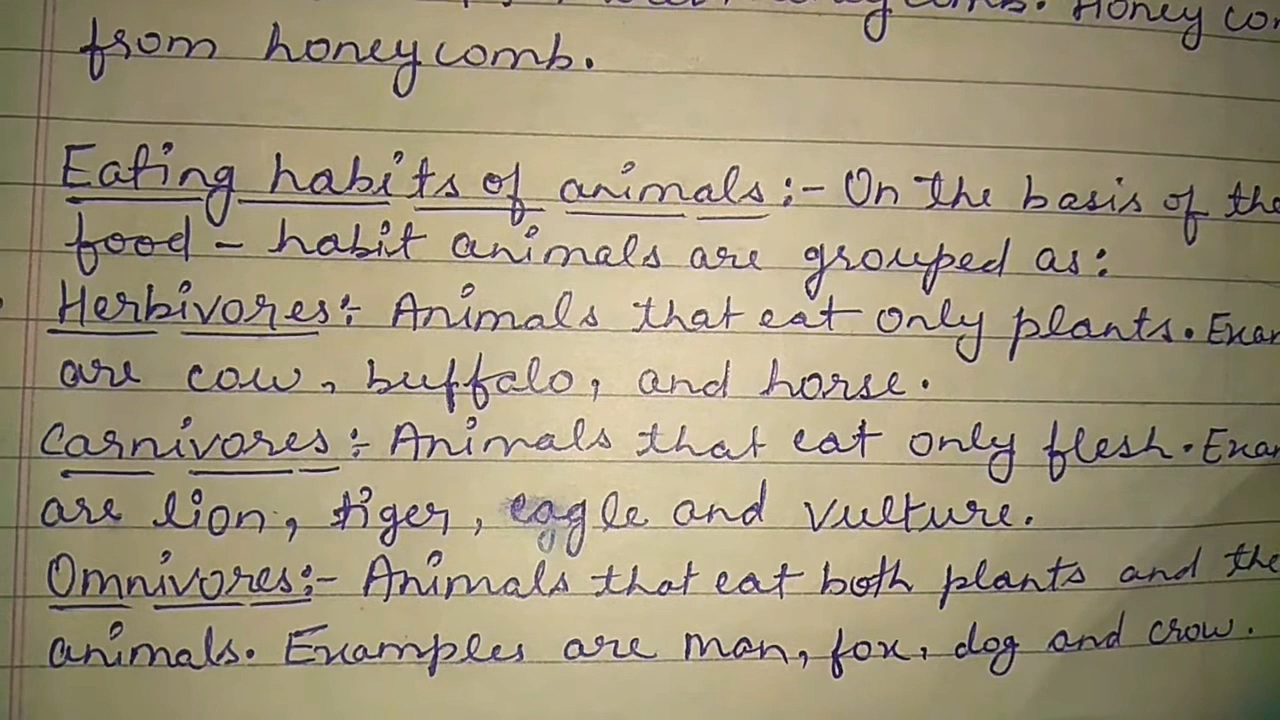 Honey
from honeycomb.
Eating habits of animals:- On the basis of the
food - habit animals are grouped as:
Herbivores:- Animals that eat only plants.
are cow, buffalo, and horse.
Carnivores:- Animals that eat only flesh.
are lion, tiger, eagle and vulture.
Omnivores:- Animals that eat both plants and the
animals. Examples are man, fox, dog and crow.